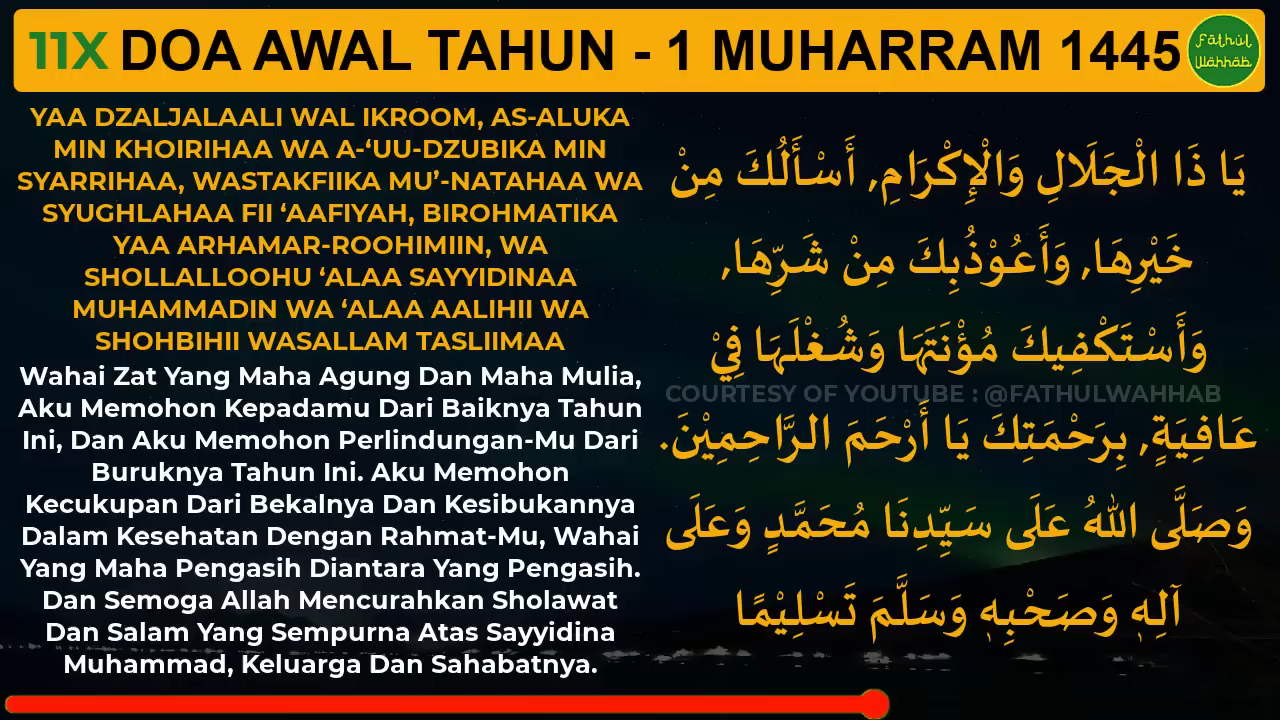 11X DOA AWAL TAHUN - 1 MUHARRAM 1445
Fathul
Wahhab
YAA DZALJALAALI WAL IKROOM, AS-ALUKA
MIN KHOIRIHAA WA A-‘UU-DZUBIKA MIN
SYARRIHAA, WASTAKFIIKA MU’-NATAHAA WA
SYUGHLAHAA FII ‘AAFIYAH, BIROHMATIKA
YAA ARHAMAR-ROOHIMIIN, WA
SHOLLALLOOHU ‘ALAA SAYYIDINAA
MUHAMMADIN WA ‘ALAA AALIHII WA
SHOHBIHII WASALLAM TASLIIMAA
Wahai Zat Yang Maha Agung Dan Maha Mulia,
Aku Memohon Kepadamu Dari Baiknya Tahun
Ini, Dan Aku Memohon Perlindungan-Mu Dari
Buruknya Tahun Ini. Aku Memohon
Kecukupan Dari Bekalnya Dan Kesibukannya
Dalam Kesehatan Dengan Rahmat-Mu, Wahai
Yang Maha Pengasih Diantara Yang Pengasih.
Dan Semoga Allah Mencurahkan Sholawat
Dan Salam Yang Sempurna Atas Sayyidina
Muhammad, Keluarga Dan Sahabatnya.
يَا ذَا الْجَلَالِ وَالْإِكْرَامِ, أَسْأَلُكَ مِنْ
خَيْرِهَا, وَأَعُوْذُبِكَ مِنْ شَرِّهَا,
وَأَسْتَكْفِيكَ مُؤْنَتَهَا وَشُغْلَهَا فِيْ
COURTESY OF YOUTUBE : @FATHULWAHHAB
عَافِيَةٍ, بِرَحْمَتِكَ يَا أَرْحَمَ الرَّاحِمِيْنَ.
وَصَلَّى اللهُ عَلَى سَيِّدِنَا مُحَمَّدٍ وَعَلَى
آلِهٖ وَصَحْبِهٖ وَسَلَّمَ تَسْلِيْمًا